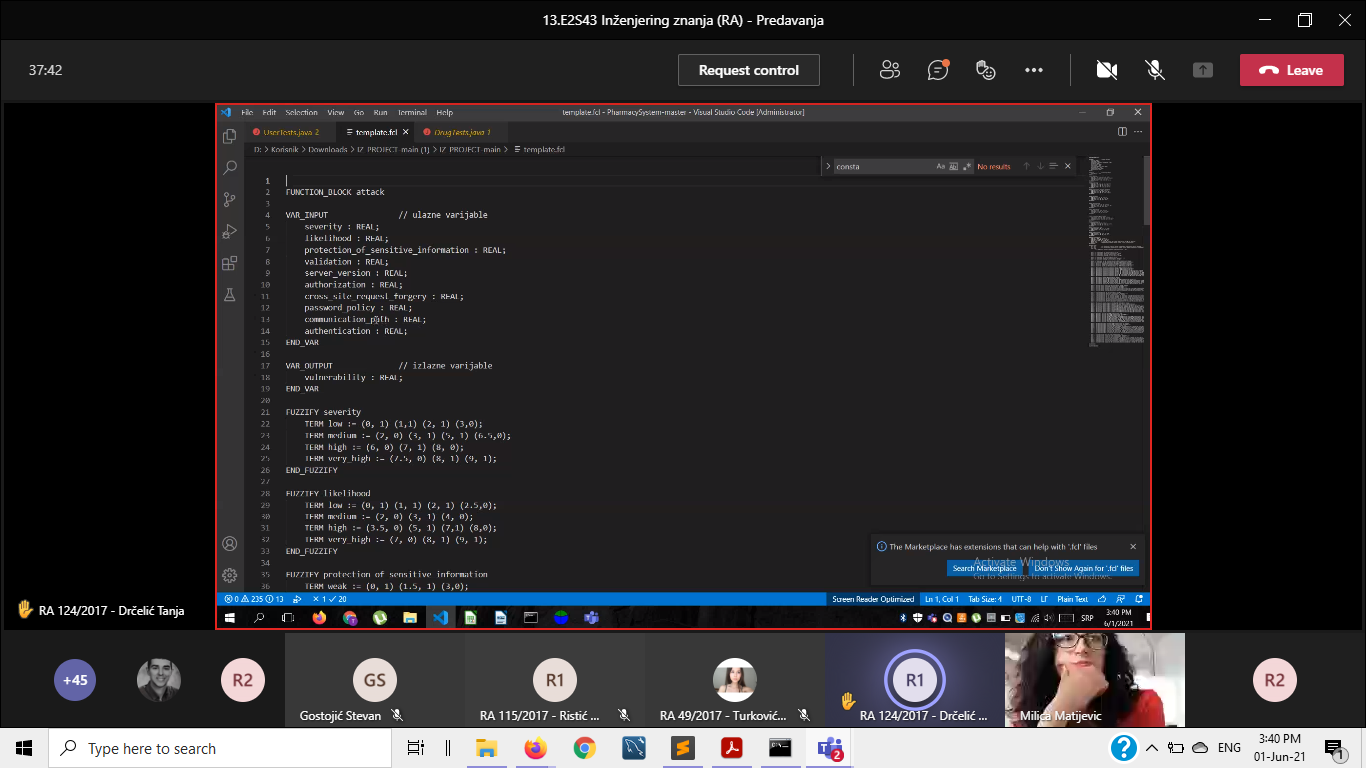 13.E2S43 Inženjering znanja (RA) - Predavanja
37:42
Request control
Leave
File Edit Selection View Go Run Terminal Help
template.fcl - PharmacySystem-master - Visual Studio Code [Administrator]
UserTests.java 2
template.fcl
DrugTests.java 1
D: > Korisnik > Downloads > IZ PROJECT main (1) > IZ PROJECT-main > template.fcl
consta
No results
1
2 FUNCTION_BLOCK attack
3
4 VAR_INPUT // ulazne varijable
5 severity : REAL;
6 likelihood : REAL;
7 protection_of_sensitive_information : REAL;
8 validation : REAL;
9 server_version : REAL;
10 authorization : REAL;
11 cross_site_request_forgery : REAL;
12 password_policy : REAL;
13 communication_path : REAL;
14 authentication : REAL;
15 END_VAR
16
17 VAR_OUTPUT // izlazne varijable
18 vulnerability : REAL;
19 END_VAR
20
21 FUZZIFY severity
22 TERM low := (0, 1) (1,1) (2, 1) (3,0);
23 TERM medium := (2, 0) (3, 1) (5, 1) (6.5,0);
24 TERM high := (6, 0) (7, 1) (8, 0);
25 TERM very_high := (7.5, 0) (8, 1) (9, 1);
26 END_FUZZIFY
27
28 FUZZIFY likelihood
29 TERM low := (0, 1) (1, 1) (2, 1) (2.5,0);
30 TERM medium := (2, 0) (3, 1) (4, 0);
31 TERM high := (3.5, 0) (5, 1) (7,1) (8,0);
32 TERM very_high := (7, 0) (8, 1) (9, 1);
33 END_FUZZIFY
34
35 FUZZIFY protection_of_sensitive_information
36 TERM weak := (0, 1) (1.5, 1) (3,0);
The Marketplace has extensions that can help with '.fcl' files
Search Marketplace
Don't Show Again for '.fcl' files
Activate Windows
Go to Settings to activate Windows.
0 235 13
1 20
Screen Reader Optimized Ln 1, Col 1 Tab Size: 4 UTF-8 LF Plain Text
SRP
3:40 PM
6/1/2021
RA 124/2017 - Drčelić Tanja
+45
R2
GS
Gostojić Stevan
R1
RA 115/2017 - Ristić ...
RA 49/2017 - Turković...
R1
RA 124/2017 - Drčelić ...
Milica Matijevic
R2
Type here to search
2
ENG
3:40 PM
01-Jun-21
1